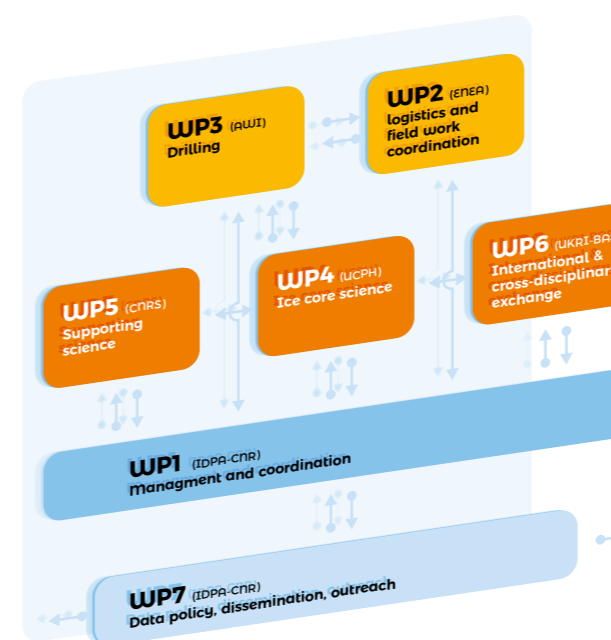 WP3 (AWI)
Drilling
WP2 (ENEA)
logistics and
field work
coordination
WP5 (CNRS)
Supporting
science
WP4 (UCPH)
Ice core science
WP6 (UKRI-BA
International &
cross-disciplinar
exchange
WP1 (IDPA-CNR)
Managment and coordination
WP7 (IDPA-CNR)
Data policy, dissemination, outreach